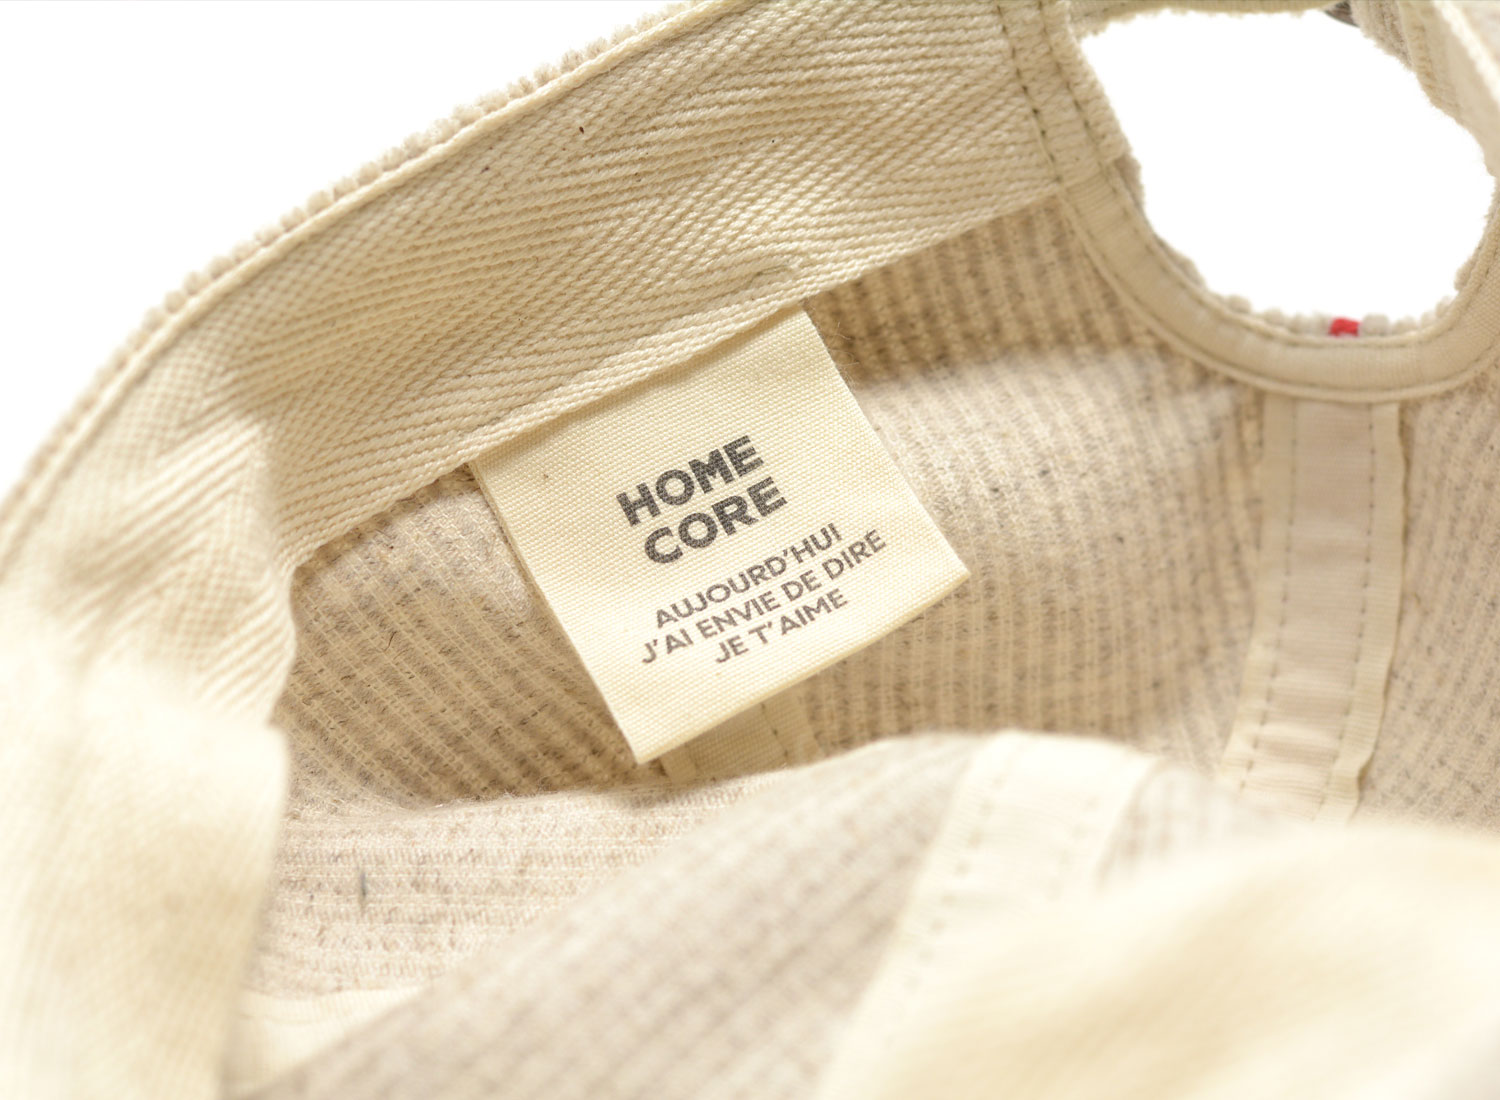 HOME
CORE
AUJOURD'HUI
J'AI ENVIE DE DIRE
JE T'AIME